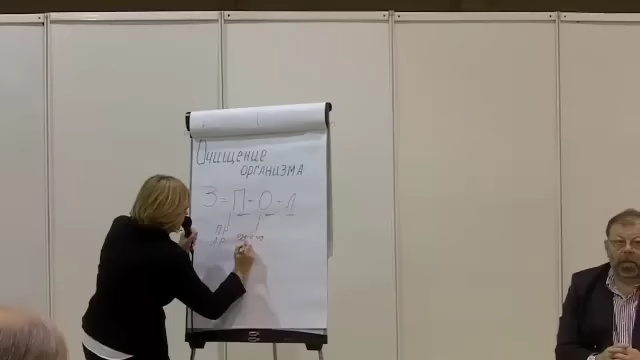 Очищение
организма
З = П - О - Л